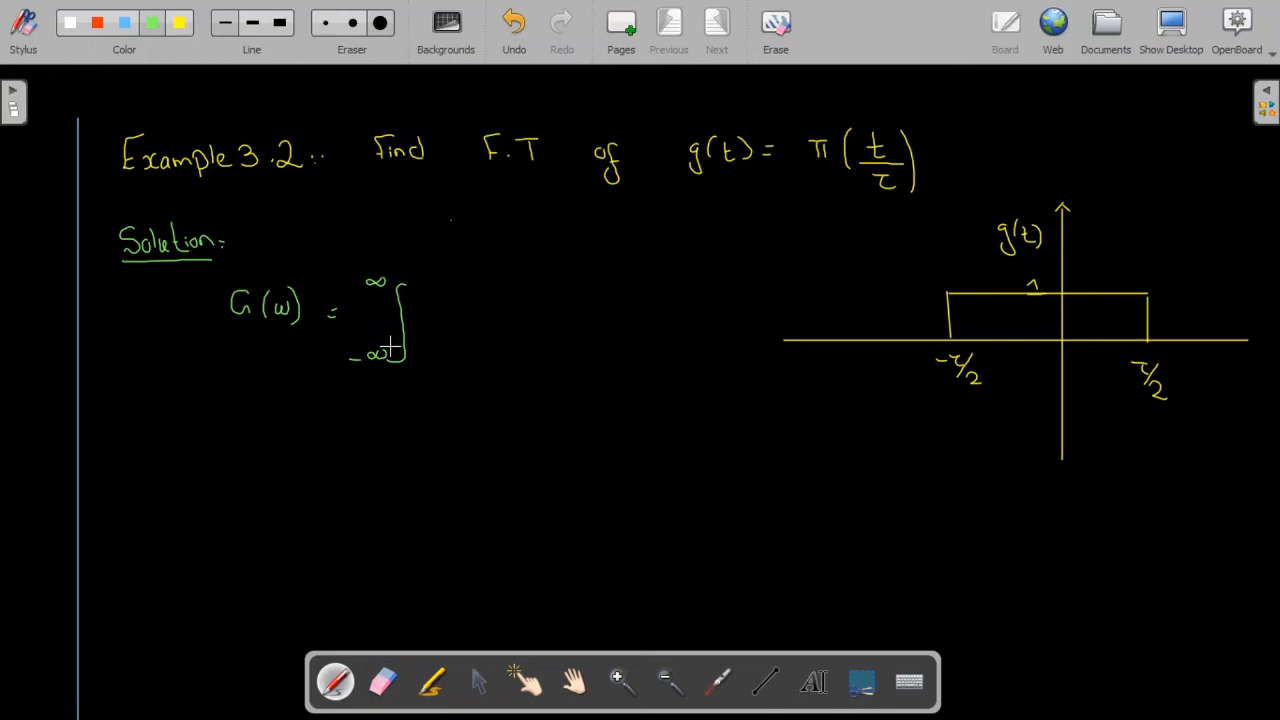 Stylus Color Line Eraser Backgrounds Undo Redo Pages Previous Next Erase Board Web Documents Show Desktop OpenBoard
Example 3.2:. Find F.T of g(t) = π(t/τ)
Solution:
g(t)
1
G(ω) = ∞
-∞ ∫
-τ/2 τ/2
AI